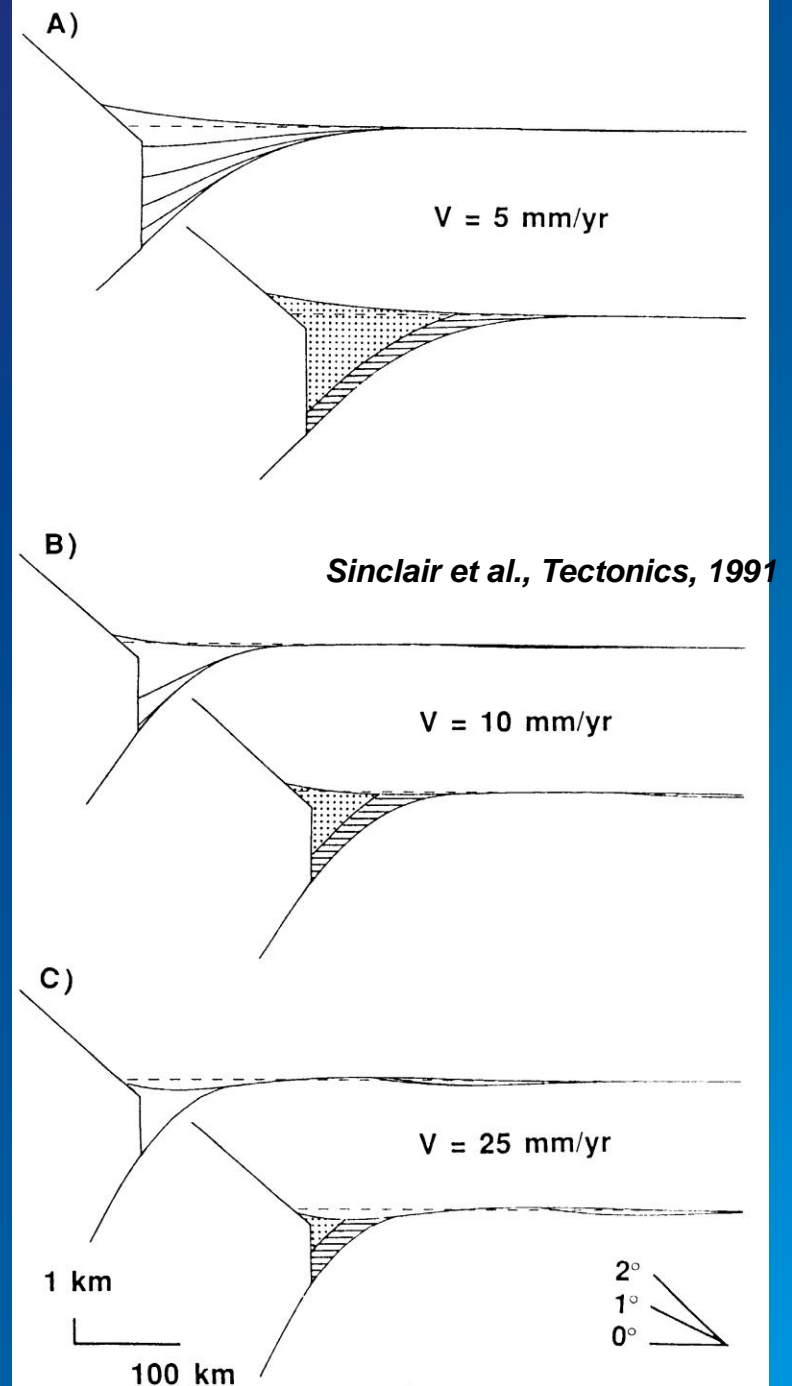 A)
V = 5 mm/yr
B)
Sinclair et al., Tectonics, 1991
V = 10 mm/yr
C)
V = 25 mm/yr
1 km
100 km
2°
1°
0°